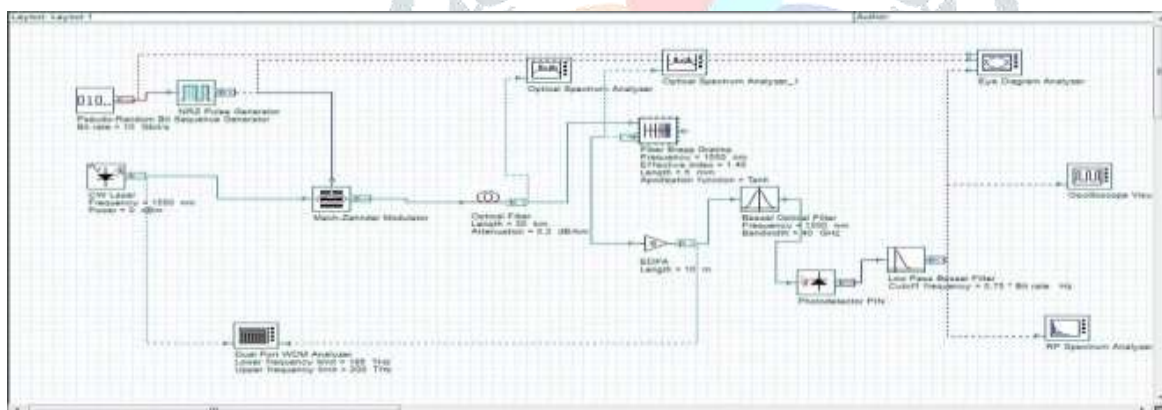 Layout: Layout 1
Author:
Optical Spectrum Analyser
Optical Spectrum Analyser_1
Eye Diagram Analyser
010..
NRZ Pulse Generator
Pseudo-Random Bit Sequence Generator
Bit rate = 10 Gbit/s
Fiber Bragg Grating
Frequency = 1550 nm
Effective index = 1.45
Length = 5 mm
Apodization function = Tanh
CW Laser
Frequency = 1550 nm
Power = dBm
Mach-Zehnder Modulator
Optical Fiber
Length = km
Attenuation = 0.2 dB/km
Bessel Optical Filter
Frequency = 1550 nm
Bandwidth = 40 GHz
Oscilloscope
EDFA
Length = 10 m
Low Pass Bessel Filter
Cutoff frequency = 0.75 * Bit rate Hz
Photodetector PIN
Dual Port WDM Analyzer
Lower frequency limit = 185 THz
Upper frequency limit = 200 THz
Spectrum Analyser